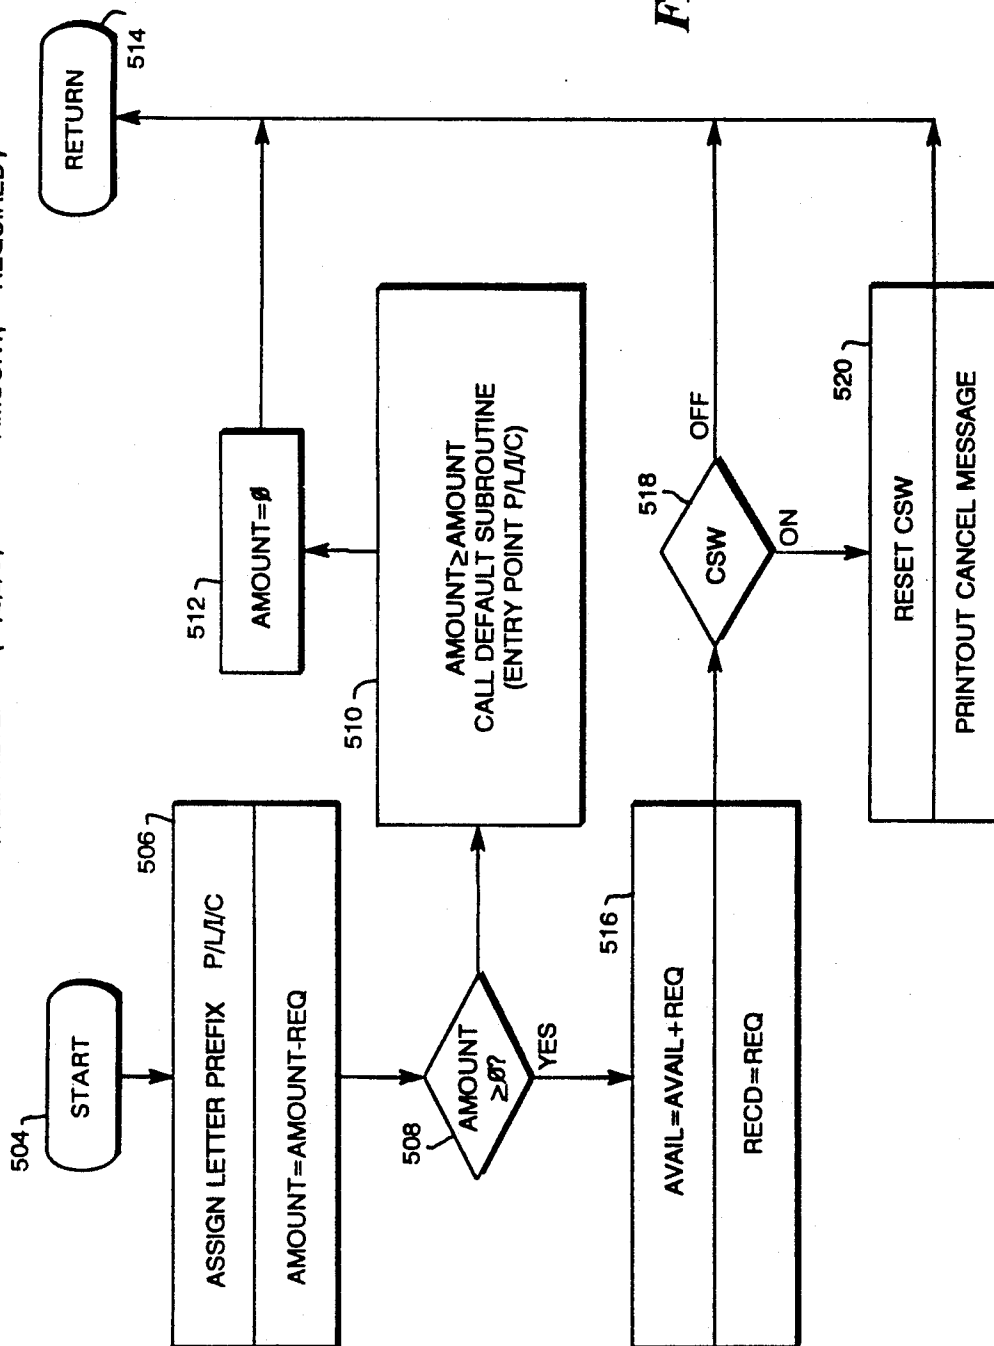 504
START
506
ASSIGN LETTER PREFIX P/L/I/C
AMOUNT=AMOUNT-REQ
508
AMOUNT
≥Ø?
YES
510
AMOUNT≥AMOUNT
CALL DEFAULT SUBROUTINE
(ENTRY POINT P/L/I/C)
512
AMOUNT=Ø
RETURN
514
516
AVAIL=AVAIL+REQ
RECD=REQ
518
CSW
OFF
ON
520
RESET CSW
PRINTOUT CANCEL MESSAGE